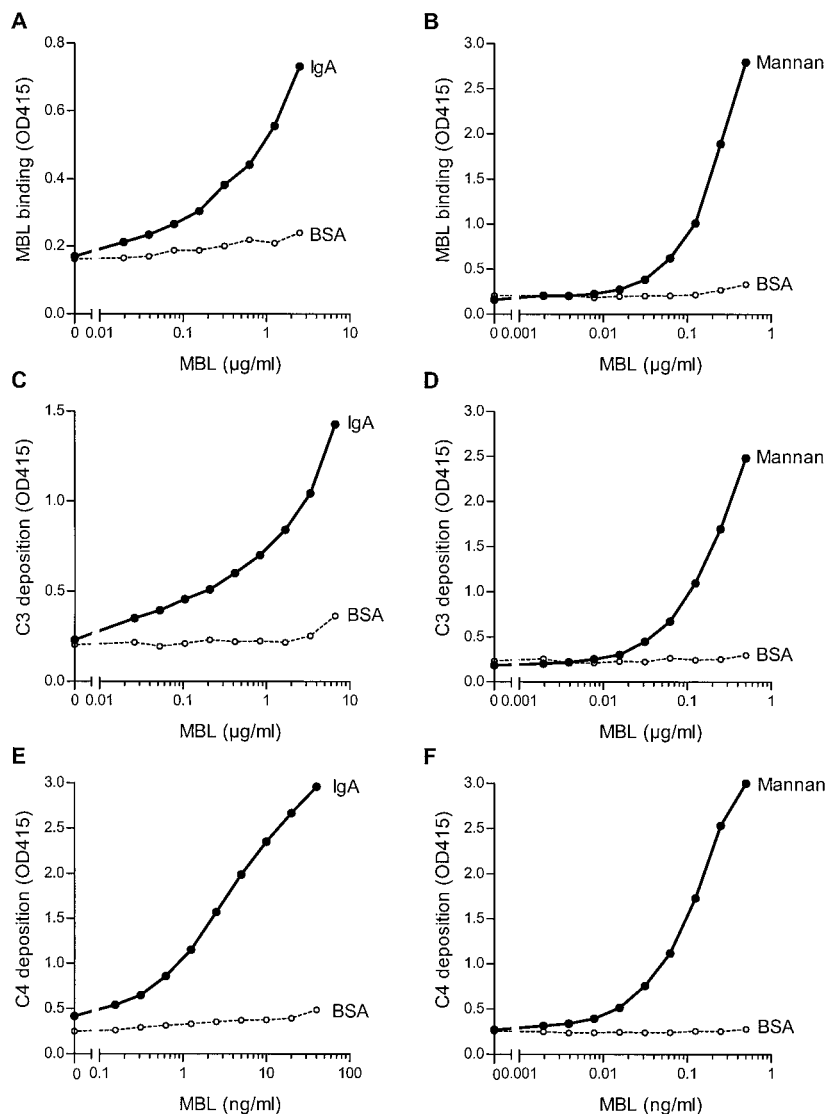 A
MBL binding (OD415)
0.8
0.6
0.4
0.2
0.0
IgA
BSA
0 0.01 0.1 1 10
MBL (µg/ml)
B
MBL binding (OD415)
3.0
2.5
2.0
1.5
1.0
0.5
0.0
Mannan
BSA
0 0.001 0.01 0.1 1
MBL (µg/ml)
C
C3 deposition (OD415)
1.5
1.0
0.5
0.0
IgA
BSA
0 0.01 0.1 1 10
MBL (µg/ml)
D
C3 deposition (OD415)
3.0
2.5
2.0
1.5
1.0
0.5
0.0
Mannan
BSA
0 0.001 0.01 0.1 1
MBL (µg/ml)
E
C4 deposition (OD415)
3.0
2.5
2.0
1.5
1.0
0.5
0.0
IgA
BSA
0 0.1 1 10 100
MBL (ng/ml)
F
C4 deposition (OD415)
3.0
2.5
2.0
1.5
1.0
0.5
0.0
Mannan
BSA
0 0.001 0.01 0.1 1
MBL (ng/ml)